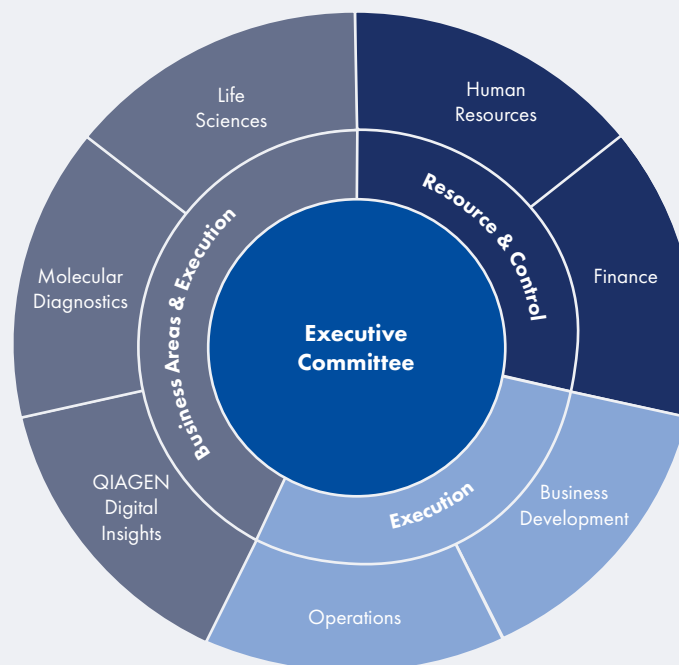 Life
Sciences
Human
Resources
Resource & Control
Molecular
Diagnostics
Business Areas & Execution
Executive
Committee
Finance
QIAGEN
Digital
Insights
Execution
Business
Development
Operations